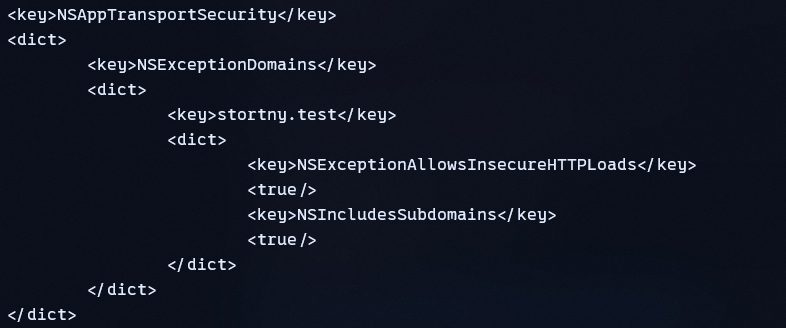 <key>NSAppTransportSecurity</key>
<dict>
<key>NSExceptionDomains</key>
<dict>
<key>stortny.test</key>
<dict>
<key>NSExceptionAllowsInsecureHTTPLoads</key>
<true/>
<key>NSIncludesSubdomains</key>
<true/>
</dict>
</dict>
</dict>